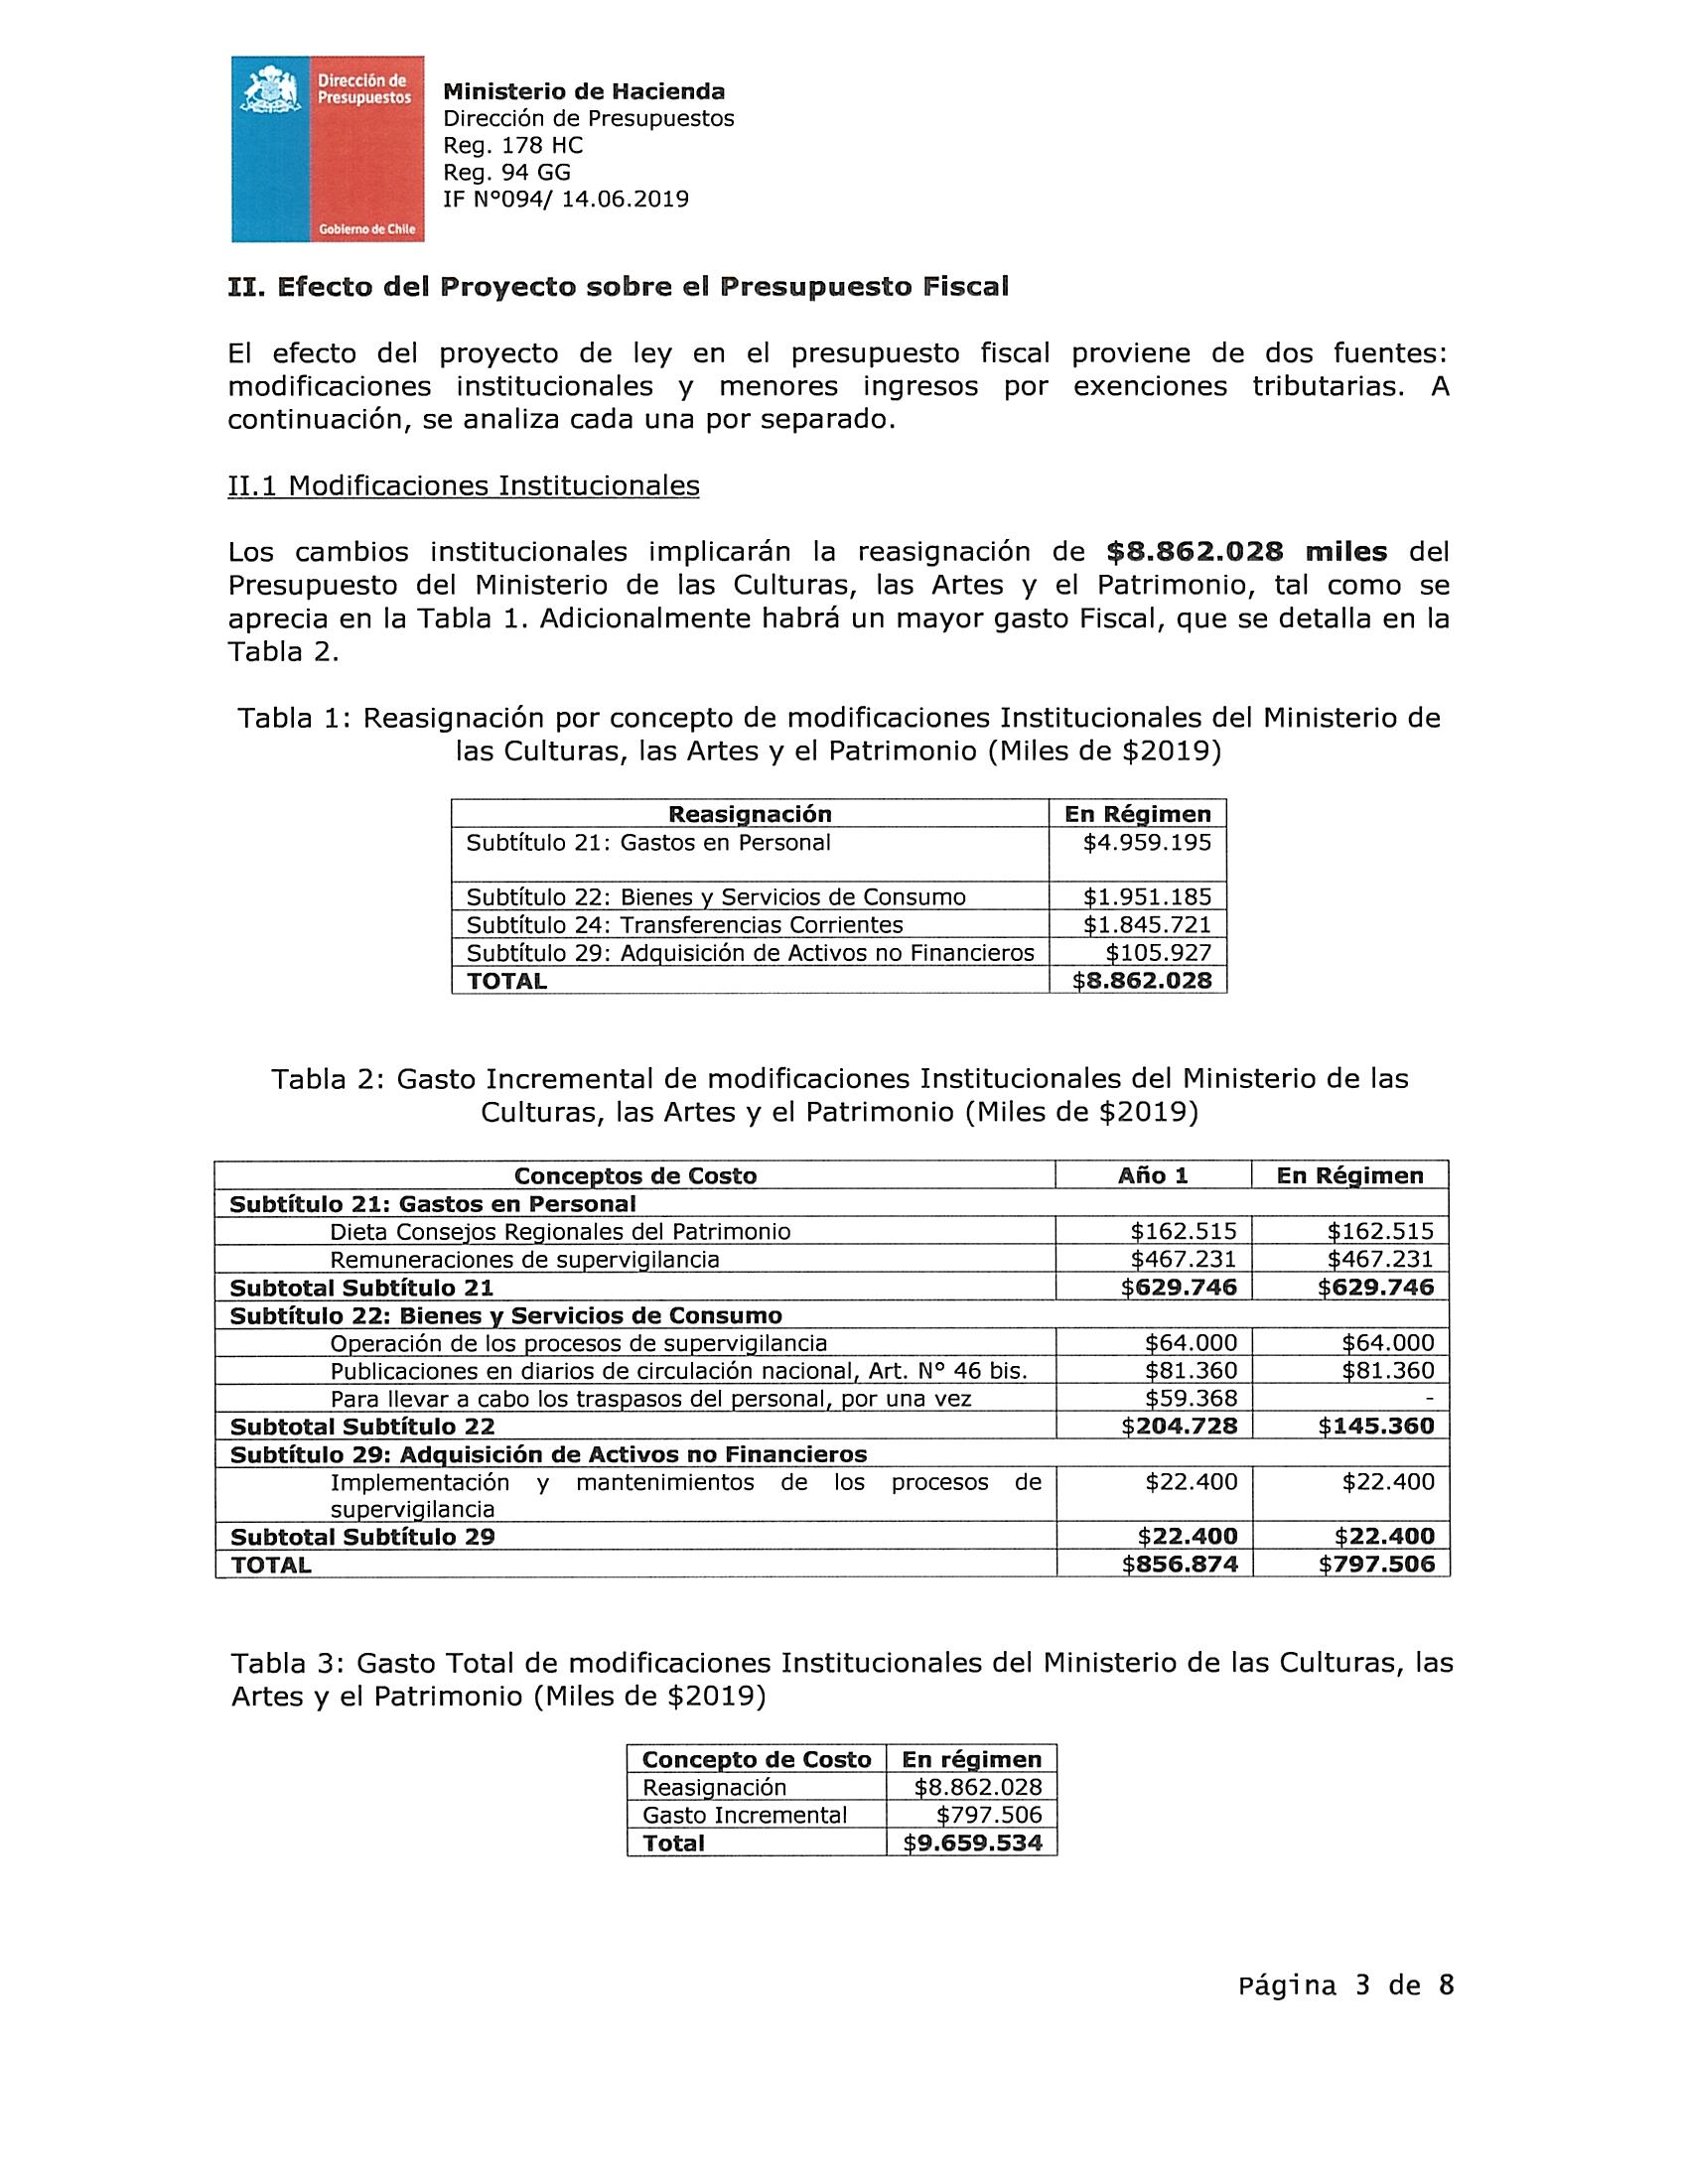 Dirección de
Presupuestos
Gobierno de Chile
Ministerio de Hacienda
Dirección de Presupuestos
Reg. 178 HC
Reg. 94 GG
IF N°094/ 14.06.2019
II. Efecto del Proyecto sobre el Presupuesto Fiscal
El efecto del proyecto de ley en el presupuesto fiscal proviene de dos fuentes:
modificaciones institucionales y menores ingresos por exenciones tributarias. A
continuación, se analiza cada una por separado.
II.1 Modificaciones Institucionales
Los cambios institucionales implicarán la reasignación de $8.862.028 miles del
Presupuesto del Ministerio de las Culturas, las Artes y el Patrimonio, tal como se
aprecia en la Tabla 1. Adicionalmente habrá un mayor gasto Fiscal, que se detalla en la
Tabla 2.
Tabla 1: Reasignación por concepto de modificaciones Institucionales del Ministerio de
las Culturas, las Artes y el Patrimonio (Miles de $2019)
Reasignación En Régimen
Subtítulo 21: Gastos en Personal $4.959.195
Subtítulo 22: Bienes y Servicios de Consumo $1.951.185
Subtítulo 24: Transferencias Corrientes $1.845.721
Subtítulo 29: Adquisición de Activos no Financieros $105.927
TOTAL $8.862.028
Tabla 2: Gasto Incremental de modificaciones Institucionales del Ministerio de las
Culturas, las Artes y el Patrimonio (Miles de $2019)
Conceptos de Costo Año 1 En Régimen
Subtítulo 21: Gastos en Personal
Dieta Consejos Regionales del Patrimonio $162.515 $162.515
Remuneraciones de supervigilancia $467.231 $467.231
Subtotal Subtítulo 21 $629.746 $629.746
Subtítulo 22: Bienes y Servicios de Consumo
Operación de los procesos de supervigilancia $64.000 $64.000
Publicaciones en diarios de circulación nacional, Art. N° 46 bis. $81.360 $81.360
Para llevar a cabo los traspasos del personal, por una vez $59.368 -
Subtotal Subtítulo 22 $204.728 $145.360
Subtítulo 29: Adquisición de Activos no Financieros
Implementación y mantenimientos de los procesos de $22.400 $22.400
supervigilancia
Subtotal Subtítulo 29 $22.400 $22.400
TOTAL $856.874 $797.506
Tabla 3: Gasto Total de modificaciones Institucionales del Ministerio de las Culturas, las
Artes y el Patrimonio (Miles de $2019)
Concepto de Costo En régimen
Reasignación $8.862.028
Gasto Incremental $797.506
Total $9.659.534
Página 3 de 8